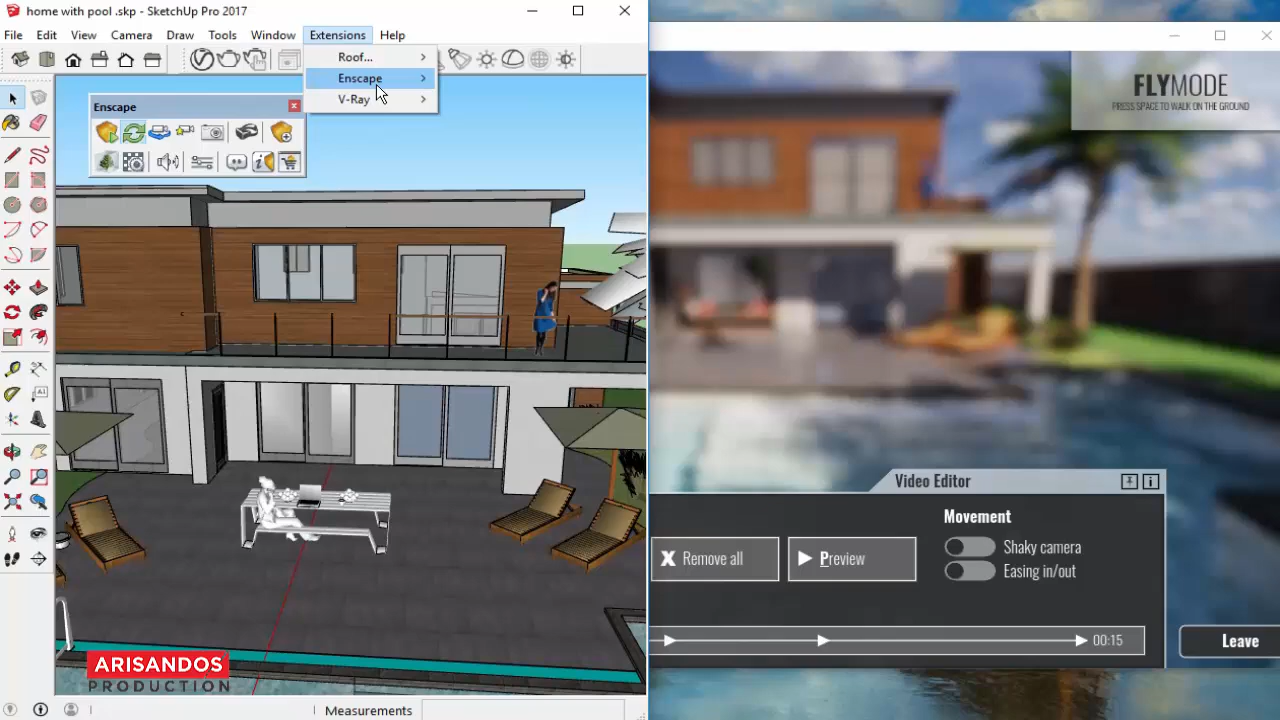 home with pool .skp - SketchUp Pro 2017
File Edit View Camera Draw Tools Window Extensions Help
Roof...
Enscape
V-Ray
Enscape
A1
ARISANDOS
PRODUCTION
Measurements
FLYMODE
PRESS SPACE TO WALK ON THE GROUND
Video Editor
Movement
X Remove all
Preview
Shaky camera
Easing in/out
00:15
Leave